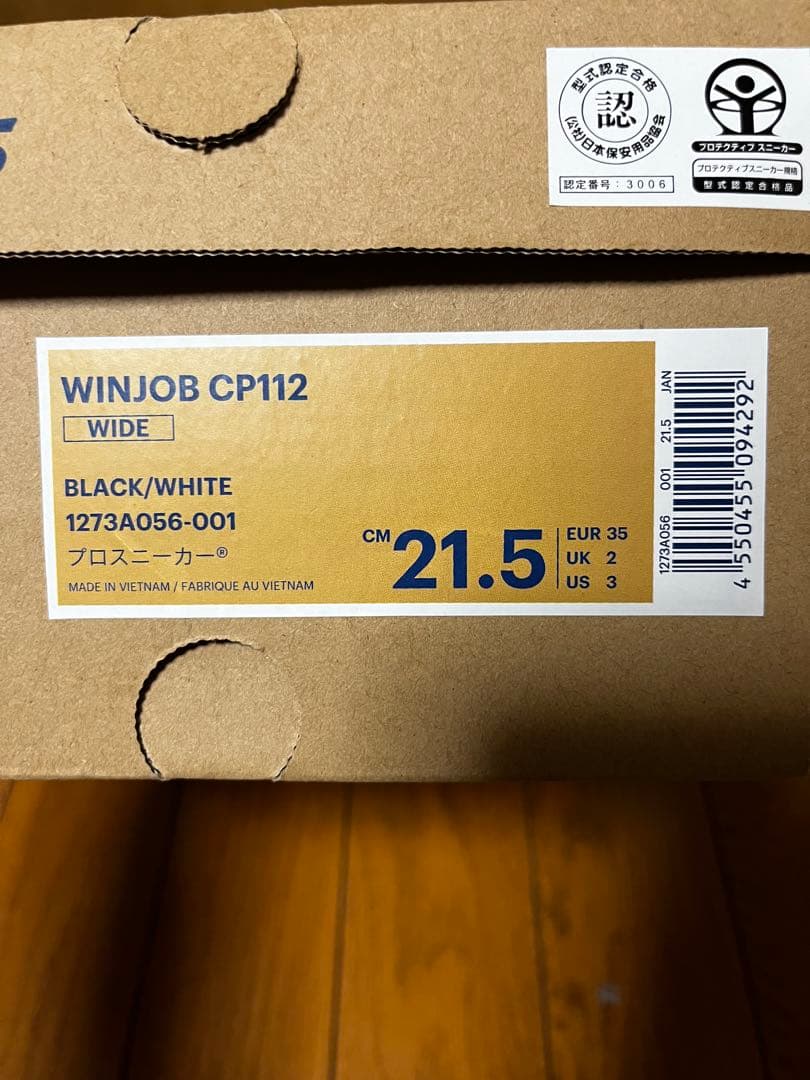 型式認定合格
認
(公社)日本保安用品協会
認定番号：3006
プロテクティブ スニーカー
プロテクティブスニーカー規格
型式認定合格品
WINJOB CP112
WIDE
BLACK/WHITE
1273A056-001
プロスニーカー®
MADE IN VIETNAM / FABRIQUE AU VIETNAM
CM 21.5
EUR 35
UK 2
US 3
1273A056 001 21.5 JAN
4 550455 094292